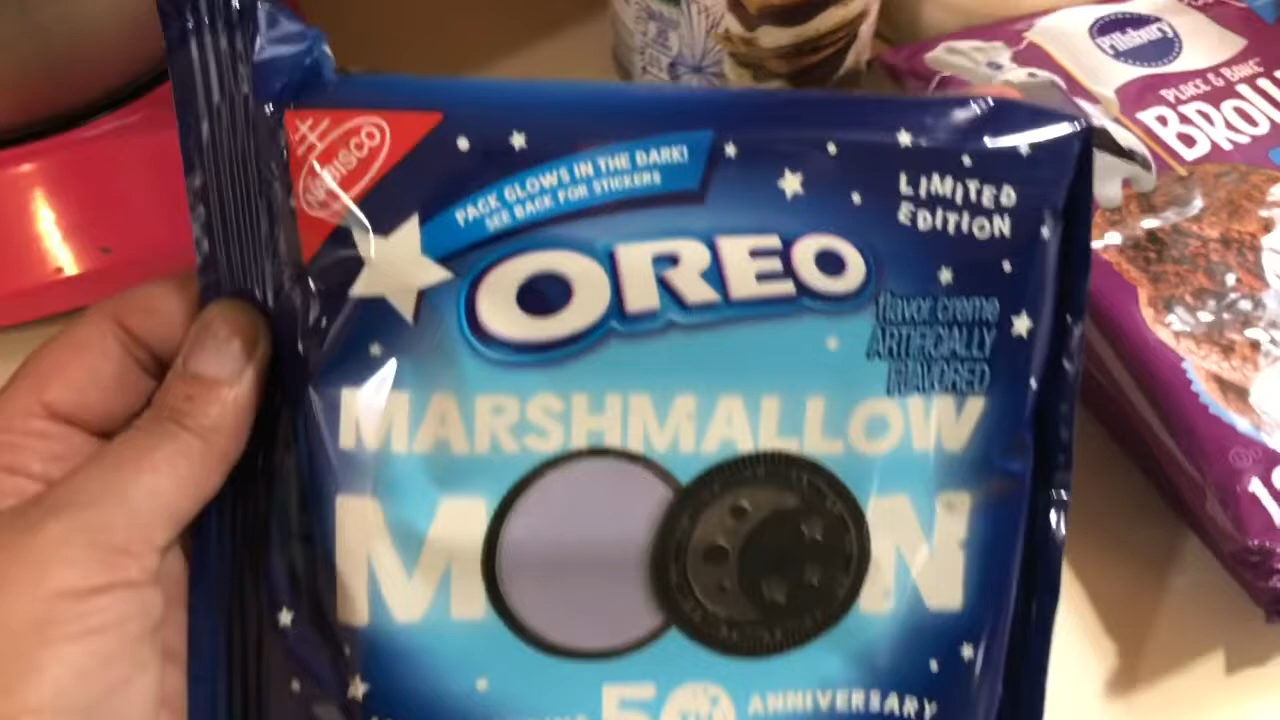 NABISCO
PACK GLOWS IN THE DARK!
SEE BACK FOR STICKERS
LIMITED
EDITION
OREO
flavor creme
ARTIFICIALLY
FLAVORED
MARSHMALLOW
MOON
50 ANNIVERSARY
Pillsbury
PLACE & BAKE